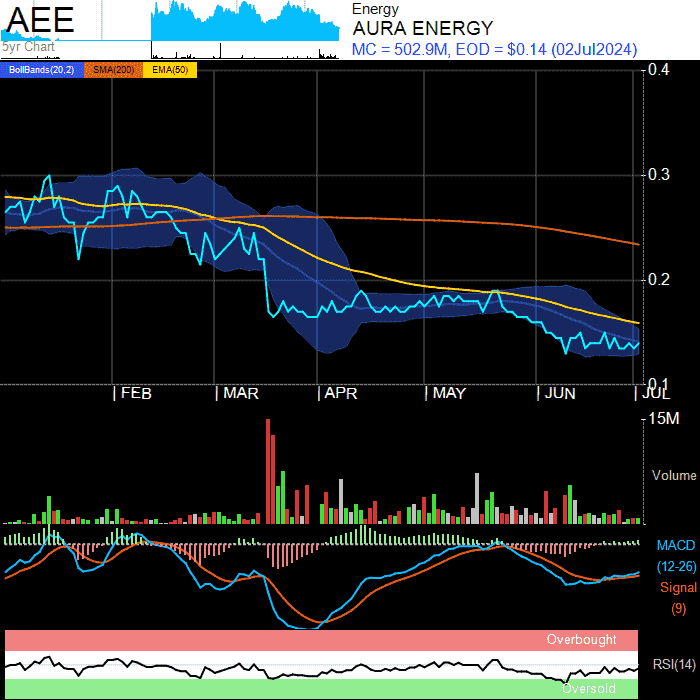 AEE
5yr Chart
Energy
AURA ENERGY
MC = 502.9M, EOD = $0.14 (02Jul2024)
BollBands(20,2) SMA(200) EMA(50)
0.4
0.3
0.2
0.1
| FEB | MAR | APR | MAY | JUN | JUL
15M
Volume
MACD
(12-26)
Signal
(9)
Overbought
RSI(14)
Oversold